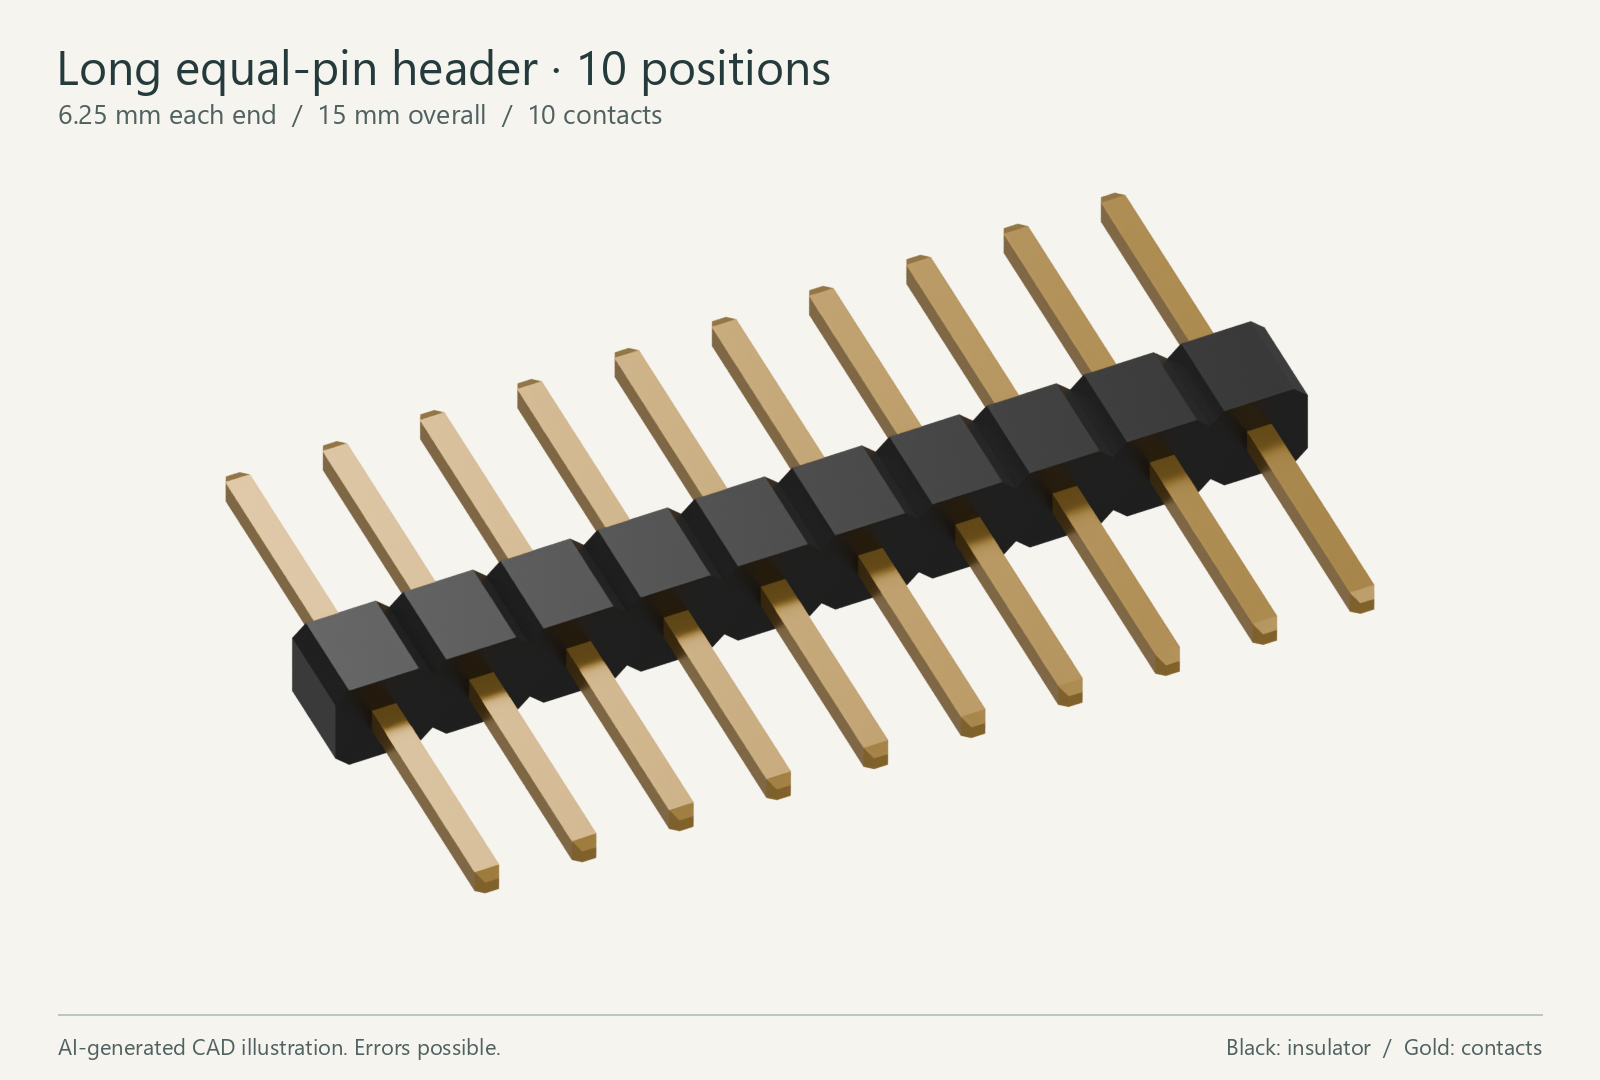 Long equal-pin header · 10 positions
6.25 mm each end / 15 mm overall / 10 contacts
AI-generated CAD illustration. Errors possible.
Black: insulator / Gold: contacts